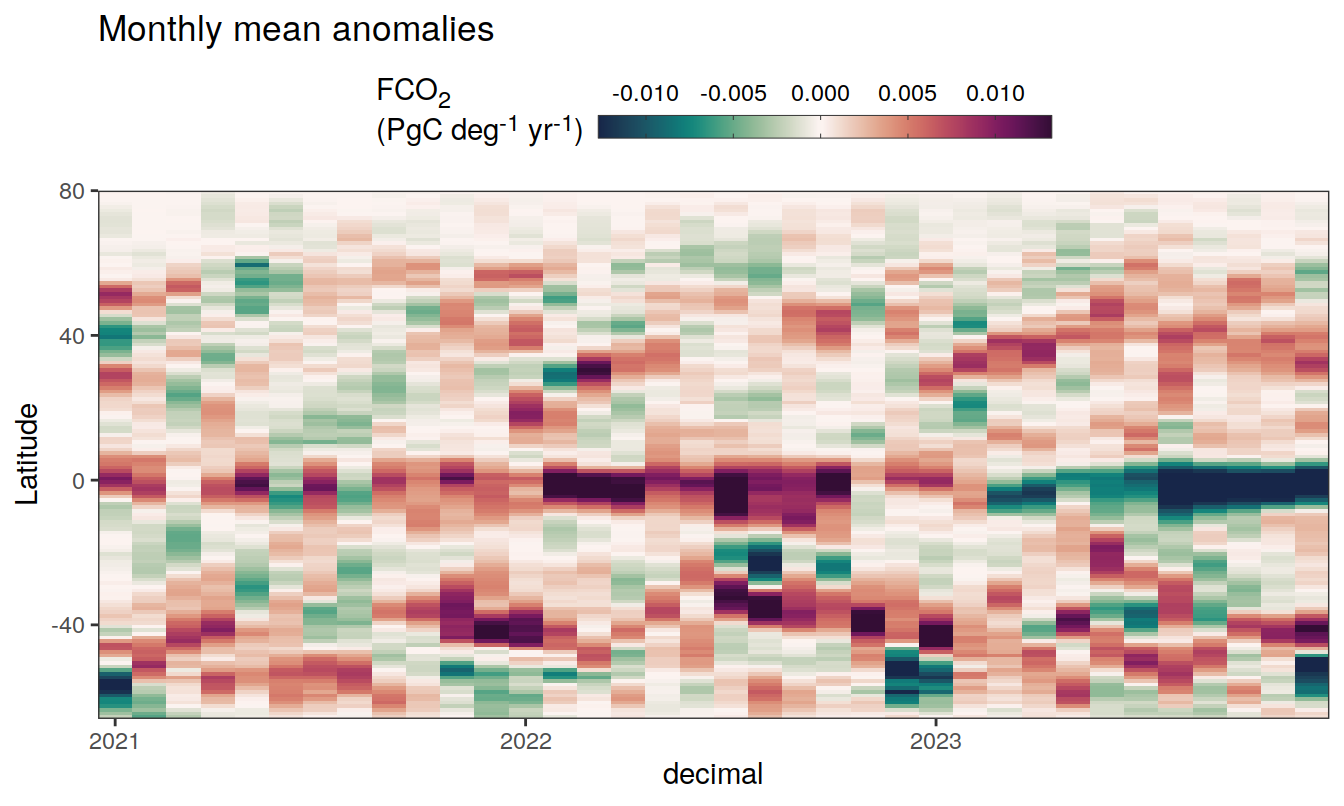 Monthly mean anomalies
FCO₂
(PgC deg⁻¹ yr⁻¹)
-0.010 -0.005 0.000 0.005 0.010
80
40
0
-40
Latitude
2021 2022 2023
decimal